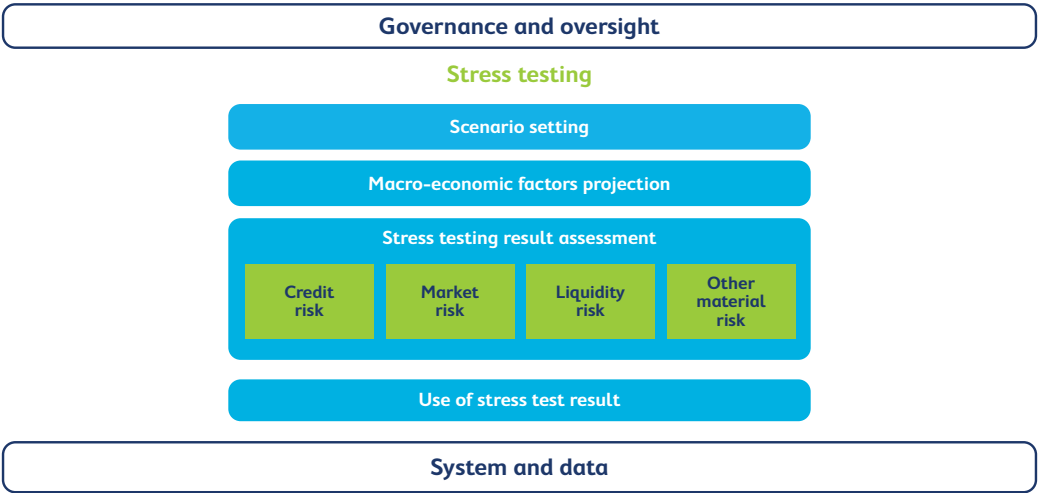 Governance and oversight
Stress testing
Scenario setting
Macro-economic factors projection
Stress testing result assessment
Credit
risk
Market
risk
Liquidity
risk
Other
material
risk
Use of stress test result
System and data